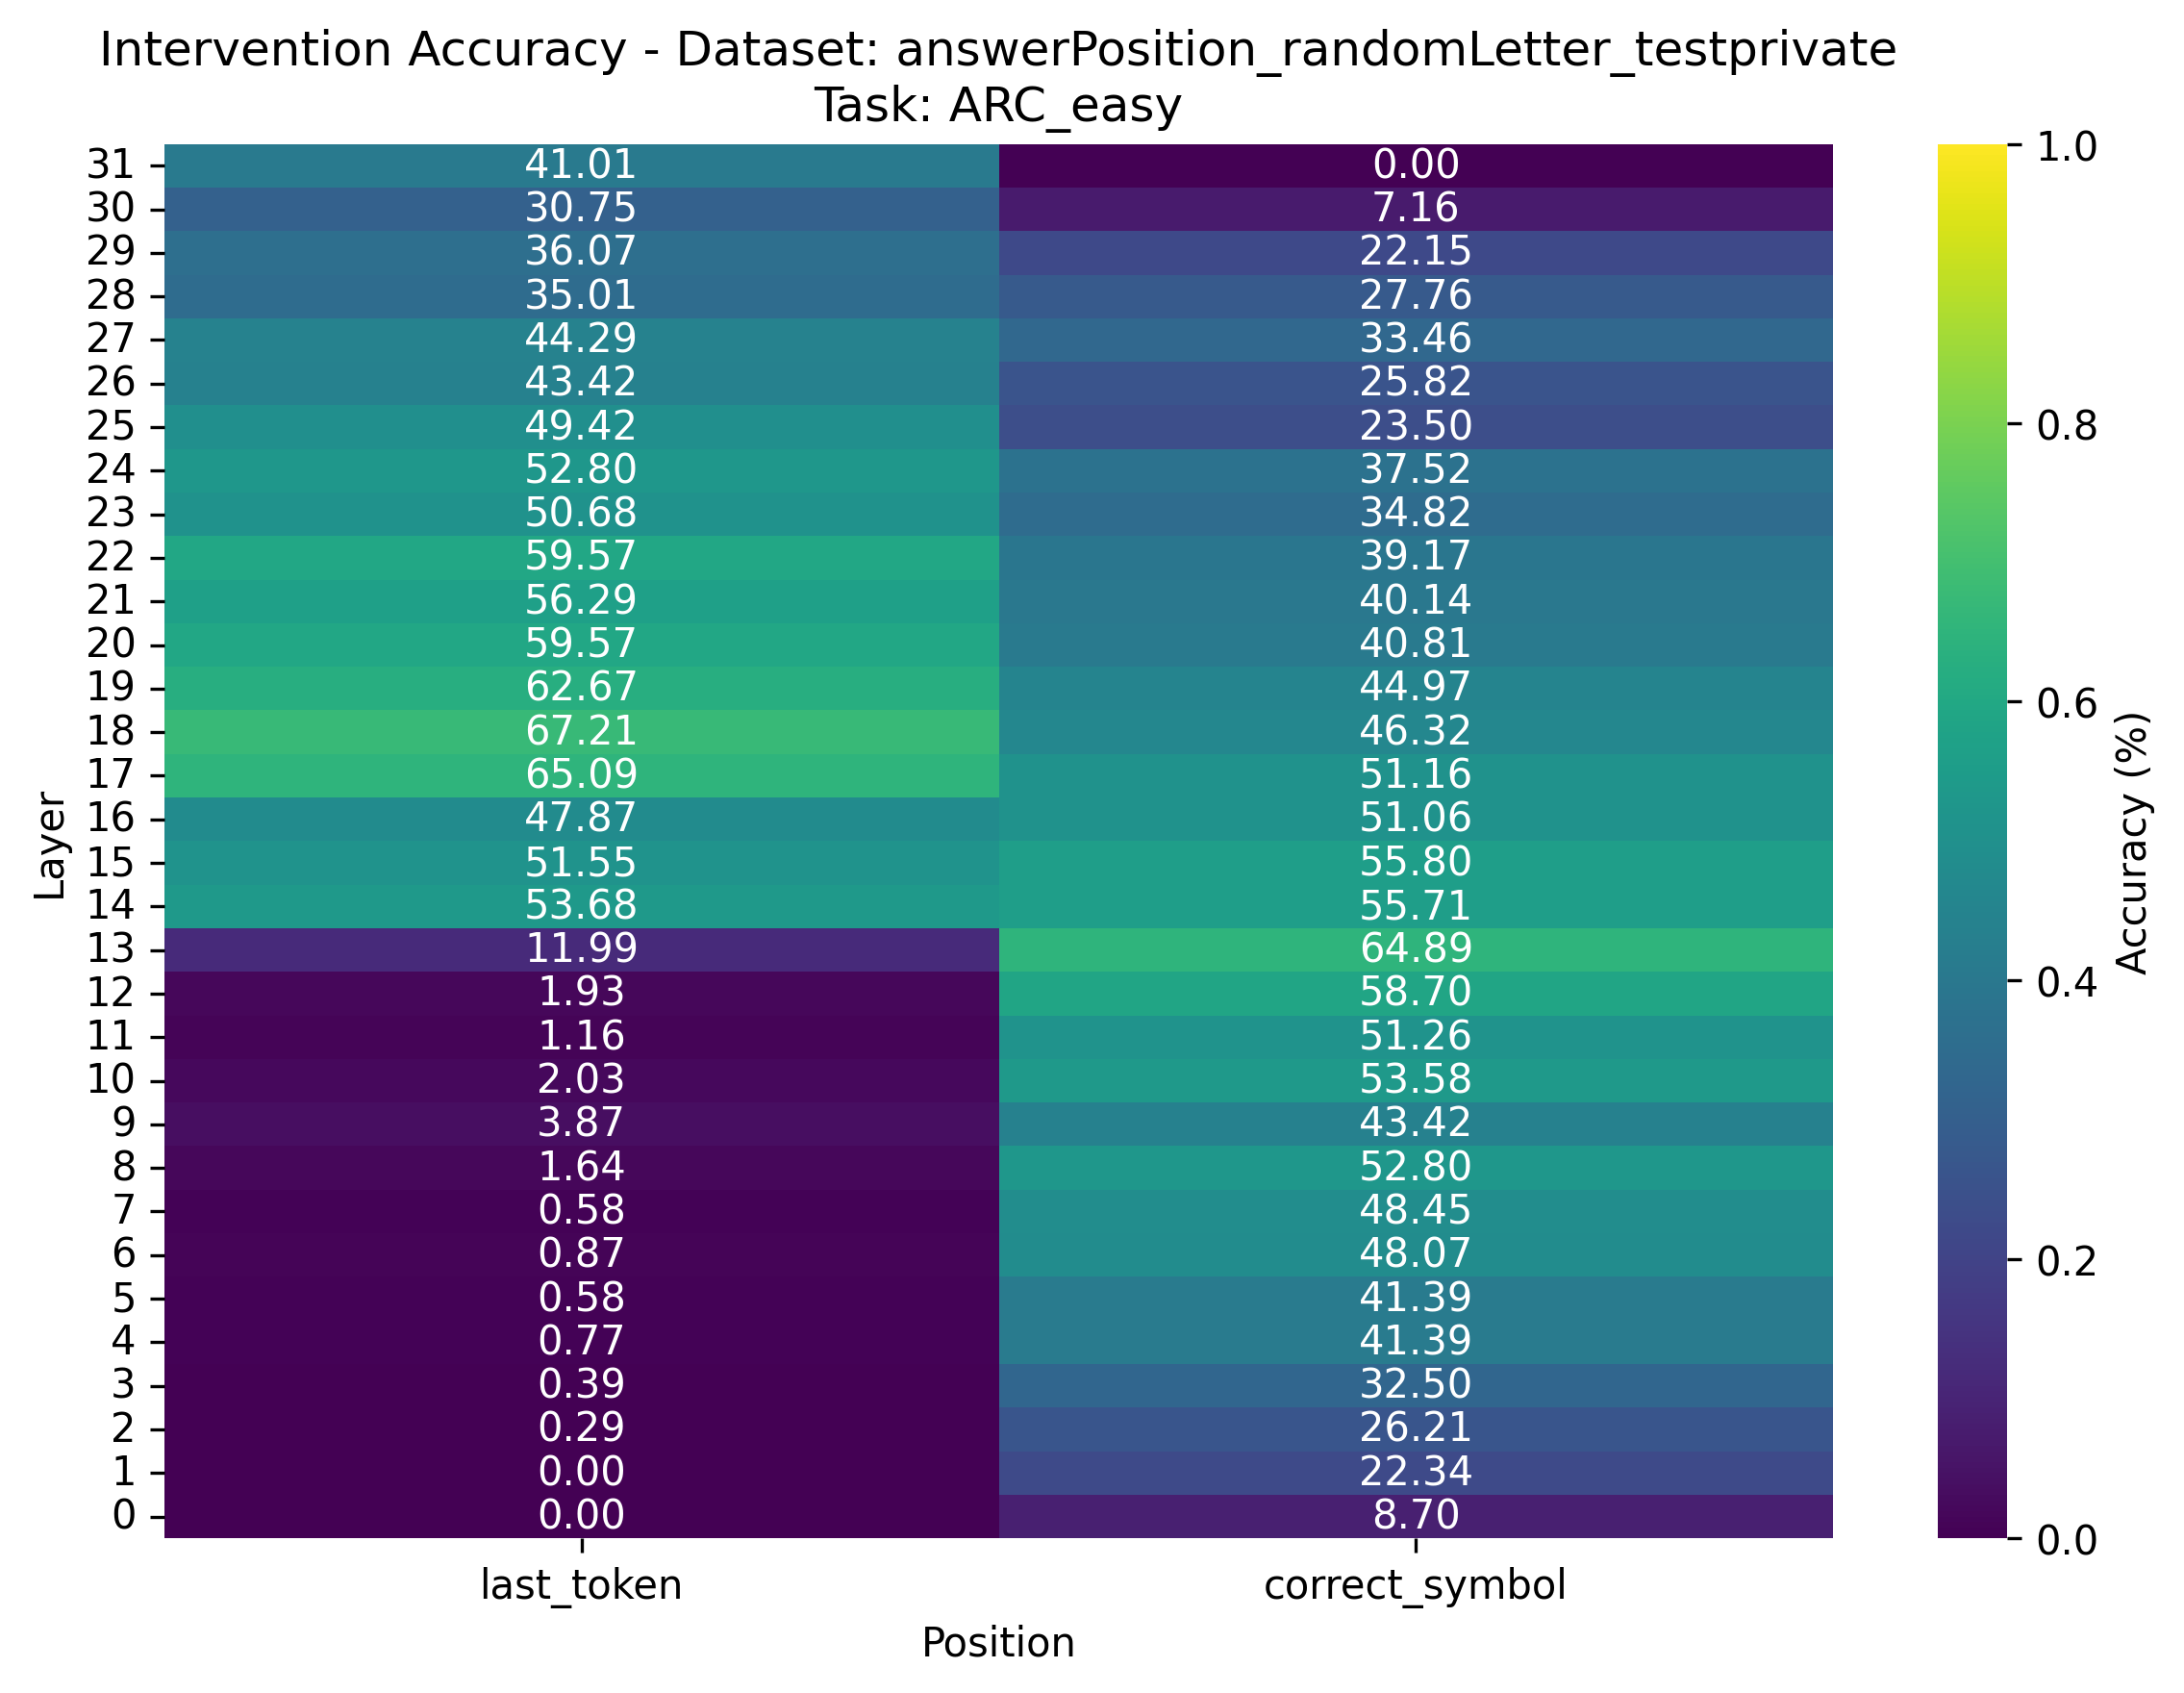 Intervention Accuracy - Dataset: answerPosition_randomLetter_testprivate
Task: ARC_easy
31 41.01 0.00
30 30.75 7.16
29 36.07 22.15
28 35.01 27.76
27 44.29 33.46
26 43.42 25.82
25 49.42 23.50
24 52.80 37.52
23 50.68 34.82
22 59.57 39.17
21 56.29 40.14
20 59.57 40.81
19 62.67 44.97
18 67.21 46.32
17 65.09 51.16
16 47.87 51.06
15 51.55 55.80
14 53.68 55.71
13 11.99 64.89
12 1.93 58.70
11 1.16 51.26
10 2.03 53.58
9 3.87 43.42
8 1.64 52.80
7 0.58 48.45
6 0.87 48.07
5 0.58 41.39
4 0.77 41.39
3 0.39 32.50
2 0.29 26.21
1 0.00 22.34
0 0.00 8.70
last_token correct_symbol
Position
Layer
1.0
0.8
0.6
0.4
0.2
0.0
Accuracy (%)